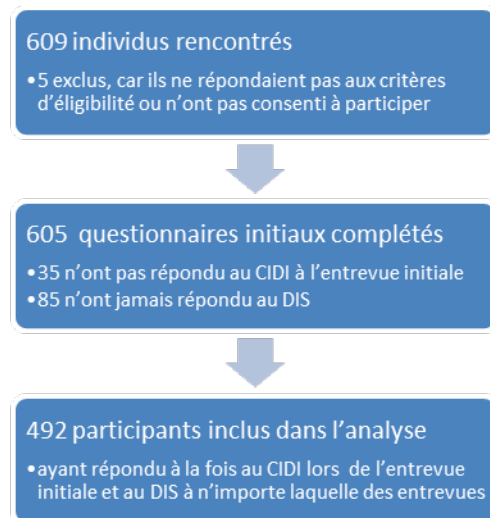 609 individus rencontrés
•5 exclus, car ils ne répondaient pas aux critères
d'éligibilité ou n'ont pas consenti à participer
605 questionnaires initiaux complétés
•35 n'ont pas répondu au CIDI à l'entrevue initiale
•85 n'ont jamais répondu au DIS
492 participants inclus dans l'analyse
•ayant répondu à la fois au CIDI lors de l'entrevue
initiale et au DIS à n'importe laquelle des entrevues